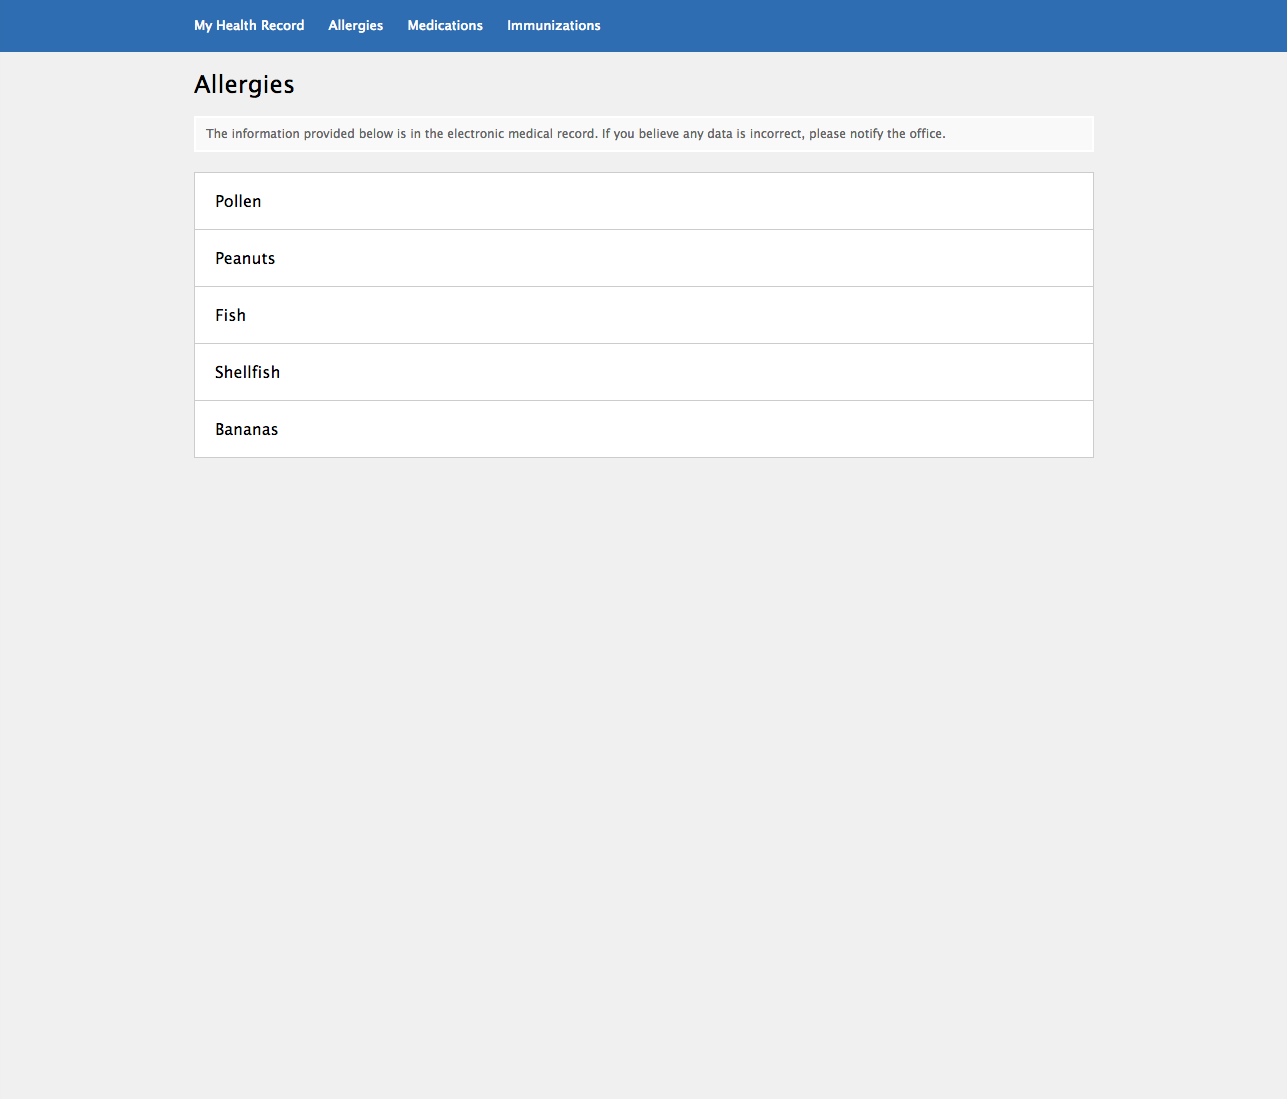 My Health Record Allergies Medications Immunizations
Allergies
The information provided below is in the electronic medical record. If you believe any data is incorrect, please notify the office.
Pollen
Peanuts
Fish
Shellfish
Bananas